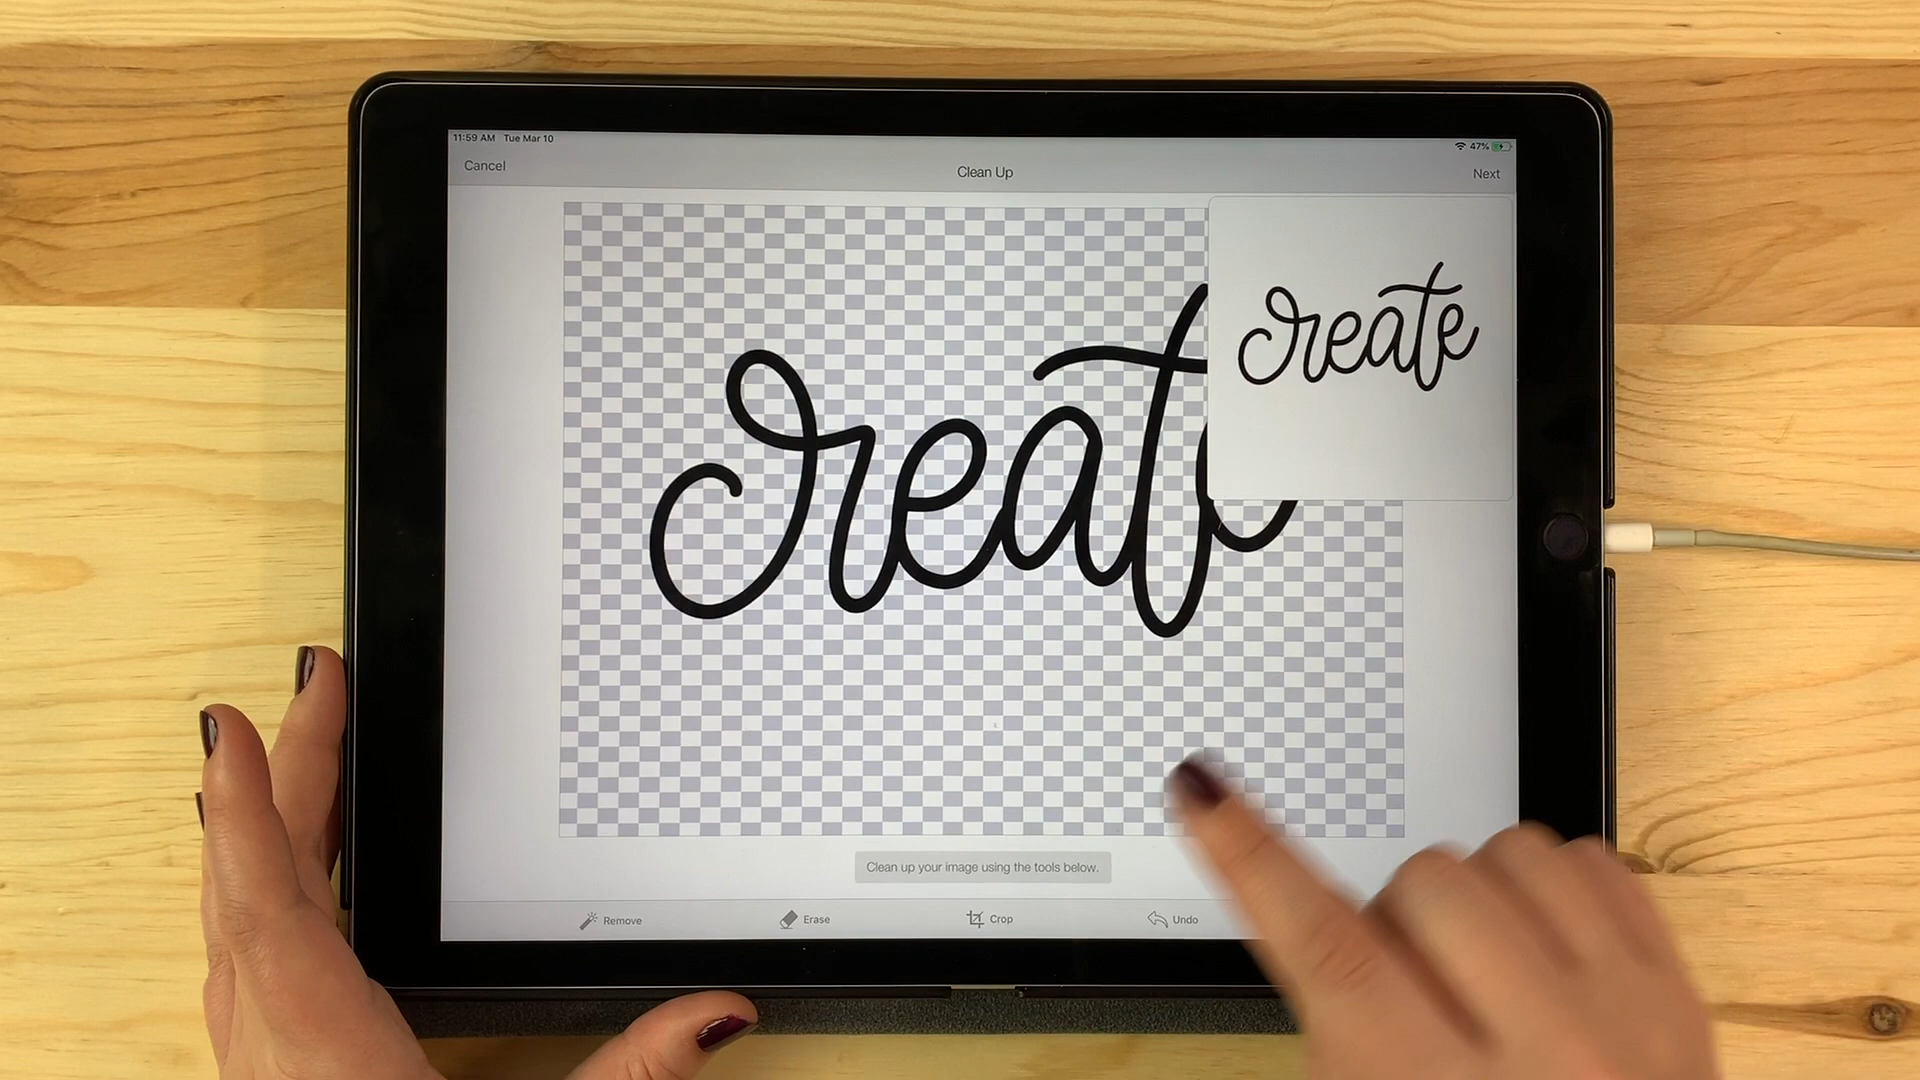 11:59 AM Tue Mar 10
47%
Cancel
Clean Up
Next
create
create
Clean up your image using the tools below.
Remove
Erase
Crop
Undo